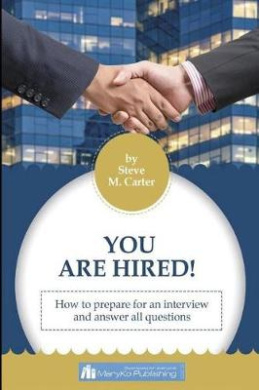 by
Steve
M. Carter
YOU
ARE HIRED!
How to prepare for an interview
and answer all questions
MaryKo Publishing